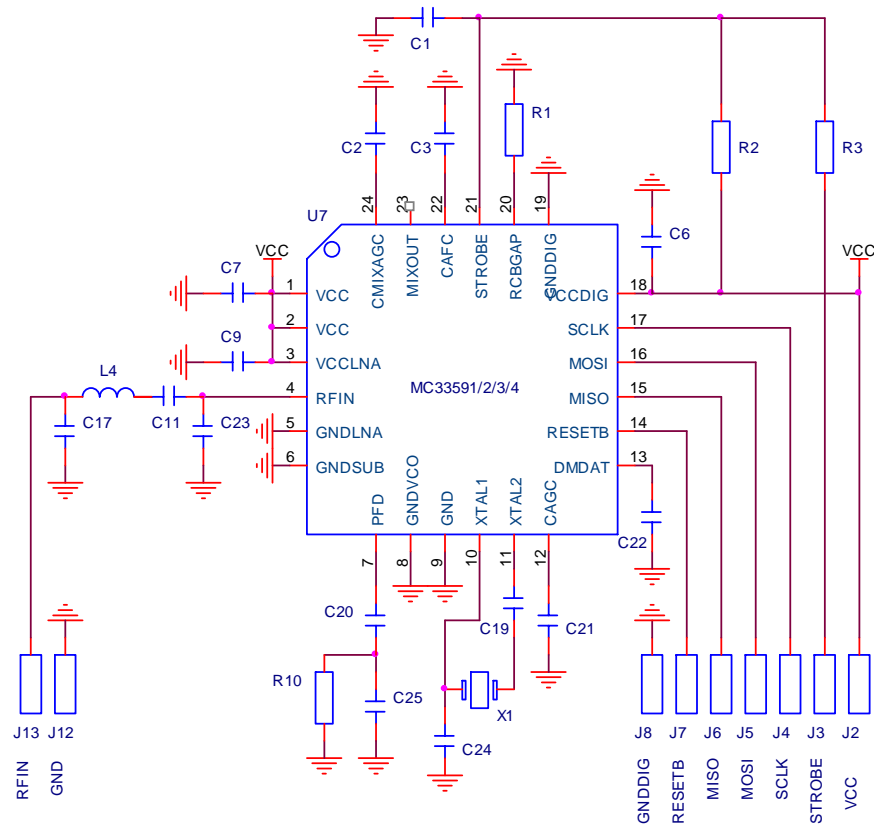 C1
C2
C3
R1
R2
R3
24
23
22
21
20
19
U7
CMIXAGC
MIXOUT
CAFC
STROBE
RCBGAP
GNDDIG
C6
VCC
VCC
C7
1
VCC
VCCDIG
18
2
VCC
SCLK
17
C9
3
VCCLNA
MOSI
16
L4
4
RFIN
MC33591/2/3/4
MISO
15
C17
C11
C23
5
GNDLNA
RESETB
14
6
GNDSUB
DMDAT
13
PFD
GNDVCO
GND
XTAL1
XTAL2
CAGC
C22
7
8
9
10
11
12
C20
C19
C21
R10
C25
X1
C24
J13
J12
J8
J7
J6
J5
J4
J3
J2
RFIN
GND
GNDDIG
RESETB
MISO
MOSI
SCLK
STROBE
VCC